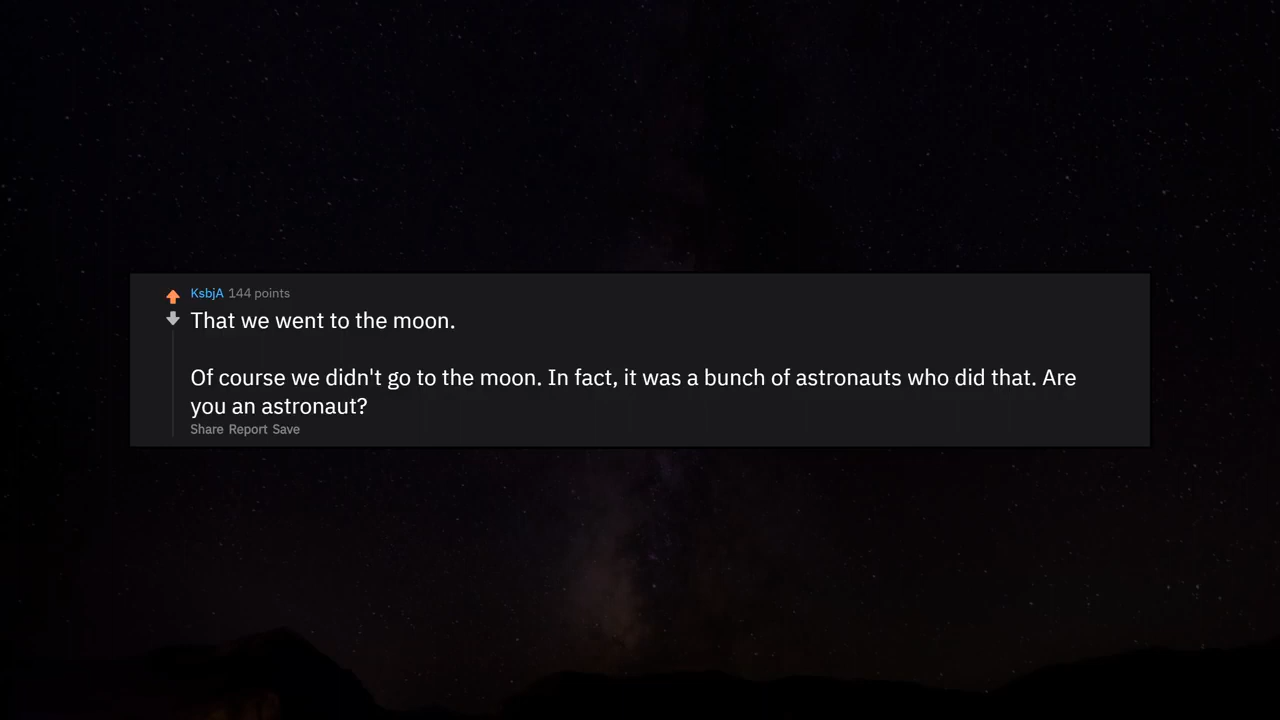 KsbjA 144 points
That we went to the moon.
Of course we didn't go to the moon. In fact, it was a bunch of astronauts who did that. Are
you an astronaut?
Share Report Save